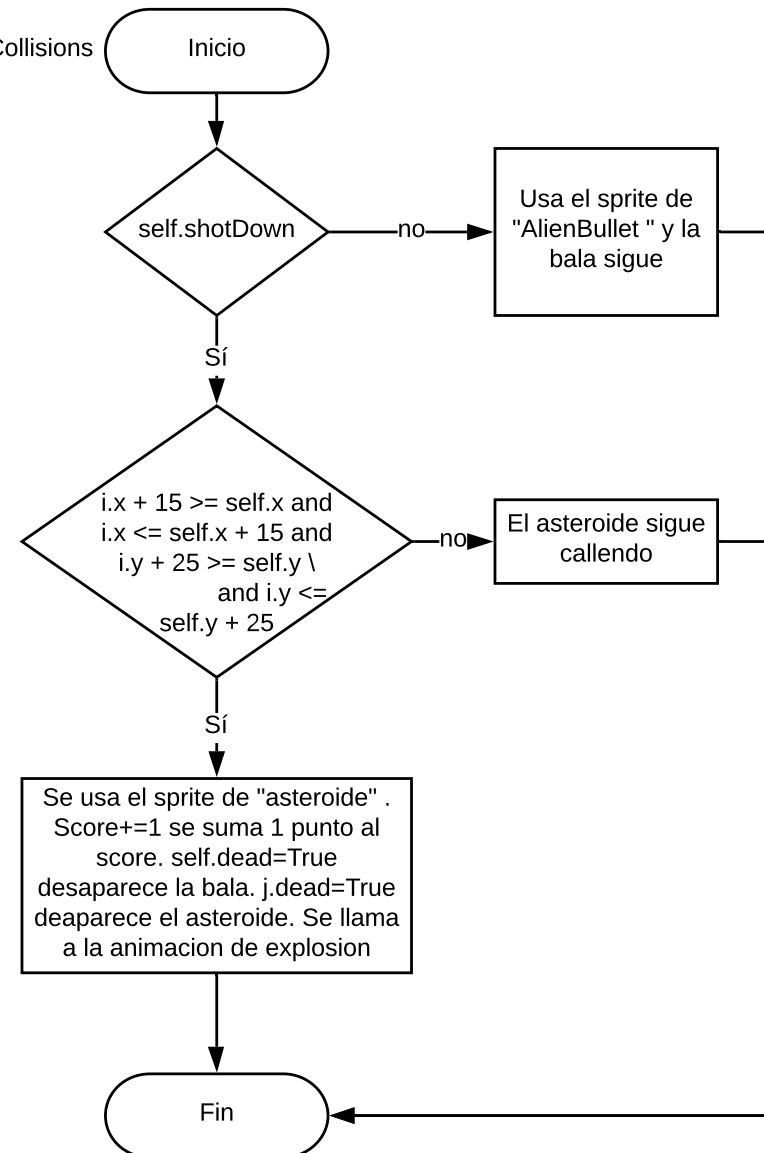 Collisions
Inicio
self.shotDown
no
Usa el sprite de
"AlienBullet " y la
bala sigue
Sí
i.x + 15 >= self.x and
i.x <= self.x + 15 and
i.y + 25 >= self.y \
and i.y <=
self.y + 25
no
El asteroide sigue
callendo
Sí
Se usa el sprite de "asteroide" .
Score+=1 se suma 1 punto al
score. self.dead=True
desaparece la bala. j.dead=True
deaparece el asteroide. Se llama
a la animacion de explosion
Fin